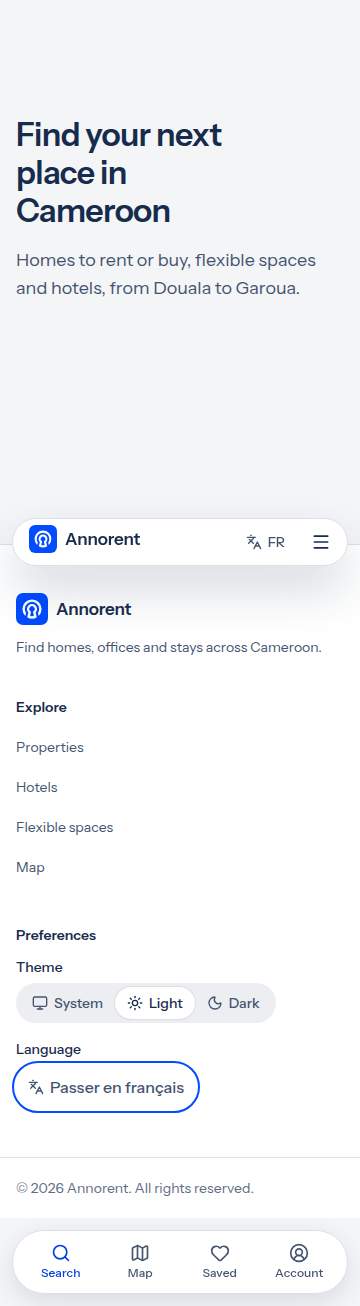 Find your next
place in
Cameroon
Homes to rent or buy, flexible spaces
and hotels, from Douala to Garoua.
Annorent
FR
Annorent
Find homes, offices and stays across Cameroon.
Explore
Properties
Hotels
Flexible spaces
Map
Preferences
Theme
System
Light
Dark
Language
Passer en français
© 2026 Annorent. All rights reserved.
Search
Map
Saved
Account